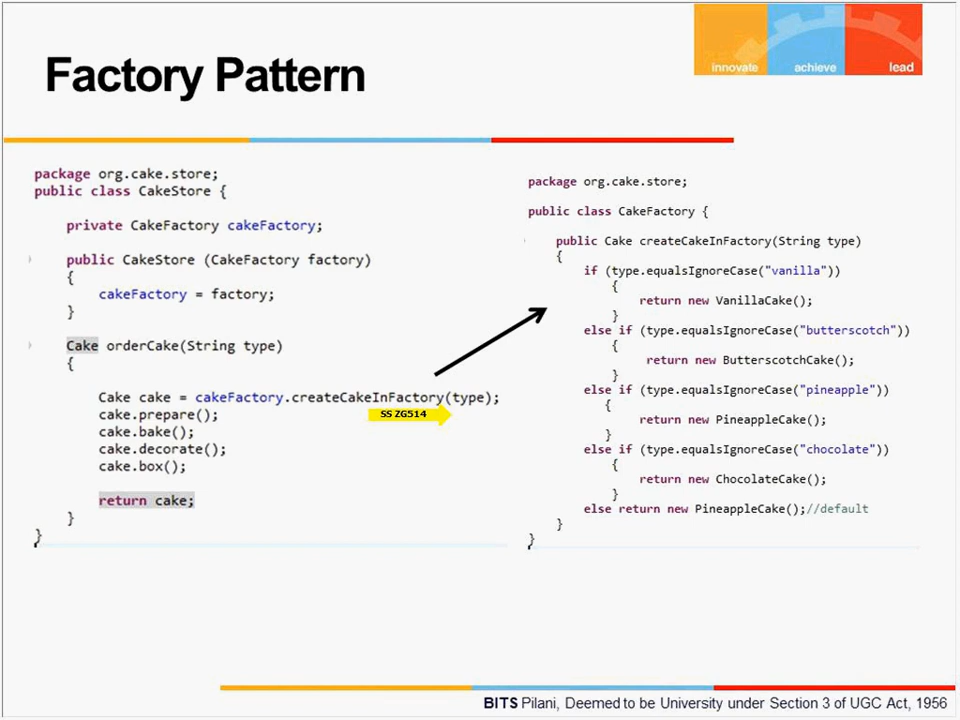 Factory Pattern
innovate achieve lead
package org.cake.store;
public class CakeStore {
private CakeFactory cakeFactory;
public CakeStore (CakeFactory factory)
{
cakeFactory = factory;
}
Cake orderCake(String type)
{
Cake cake = cakeFactory.createCakeInFactory(type);
cake.prepare();
cake.bake();
cake.decorate();
cake.box();
return cake;
}
}
SS ZG514
package org.cake.store;
public class CakeFactory {
public Cake createCakeInFactory(String type)
{
if (type.equalsIgnoreCase("vanilla"))
{
return new VanillaCake();
}
else if (type.equalsIgnoreCase("butterscotch"))
{
return new ButterscotchCake();
}
else if (type.equalsIgnoreCase("pineapple"))
{
return new PineappleCake();
}
else if (type.equalsIgnoreCase("chocolate"))
{
return new ChocolateCake();
}
else return new PineappleCake();//default
}
}
BITS Pilani, Deemed to be University under Section 3 of UGC Act, 1956